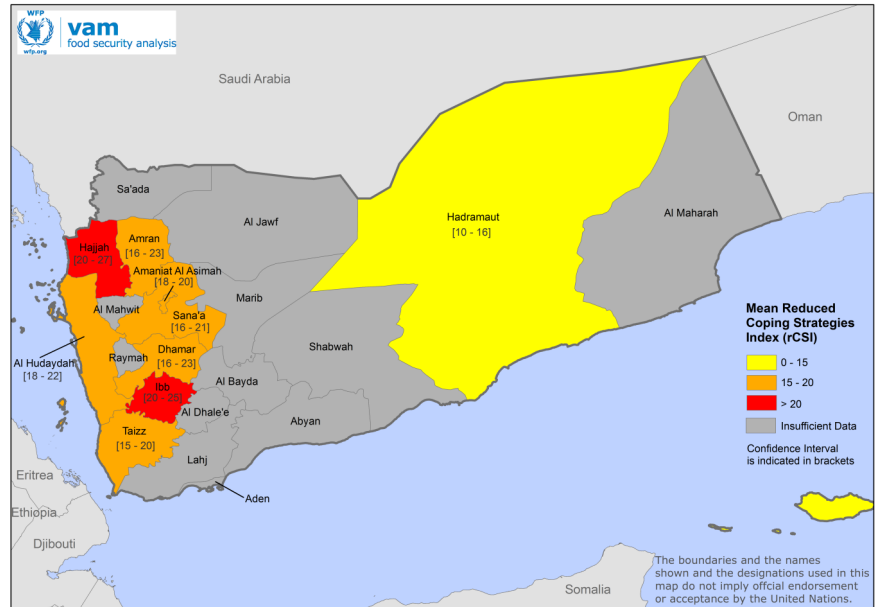 WFP
wfp.org
vam
food security analysis
Saudi Arabia
Oman
Sa'ada
Al Jawf
Hadramaut
[10 - 16]
Al Maharah
Hajjah
[20 - 27]
Amran
[16 - 23]
Amaniat Al Asimah
[18 - 20]
Marib
Al Mahwit
Sana'a
[16 - 21]
Shabwah
Al Hudaydah
[18 - 22]
Raymah
Dhamar
[16 - 23]
Al Bayda
Ibb
[20 - 25]
Al Dhale'e
Abyan
Taizz
[15 - 20]
Lahj
Aden
Eritrea
Ethiopia
Djibouti
Somalia
Mean Reduced
Coping Strategies
Index (rCSI)
0 - 15
15 - 20
> 20
Insufficient Data
Confidence Interval
is indicated in brackets
The boundaries and the names
shown and the designations used in this
map do not imply offcial endorsement
or acceptance by the United Nations.